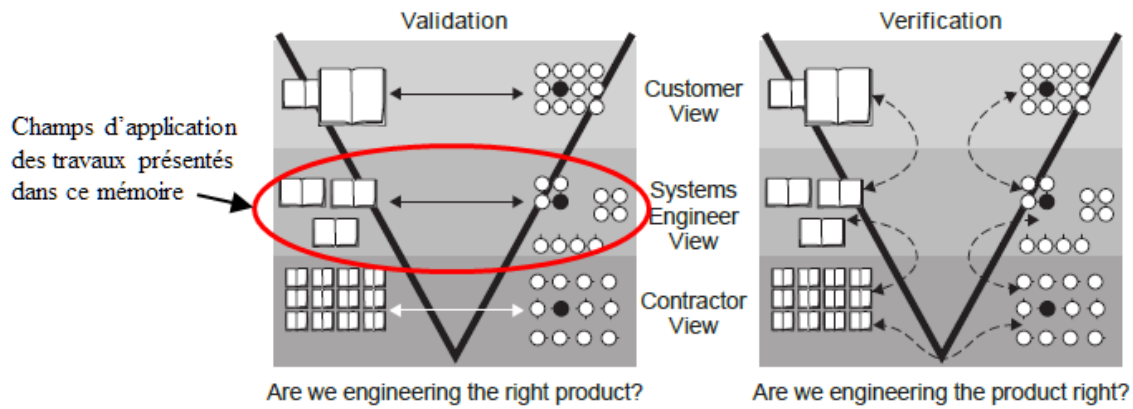 Validation
Verification
Champs d'application
des travaux présentés
dans ce mémoire
Customer
View
Systems
Engineer
View
Contractor
View
Are we engineering the right product?
Are we engineering the product right?